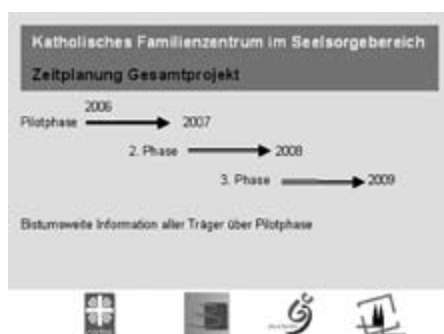 Katholisches Familienzentrum im Seelsorgebereich
Zeitplanung Gesamtprojekt
2006
Pilotphase 2007
2. Phase 2008
3. Phase 2009
Bistumsweite Information aller Träger über Pilotphase